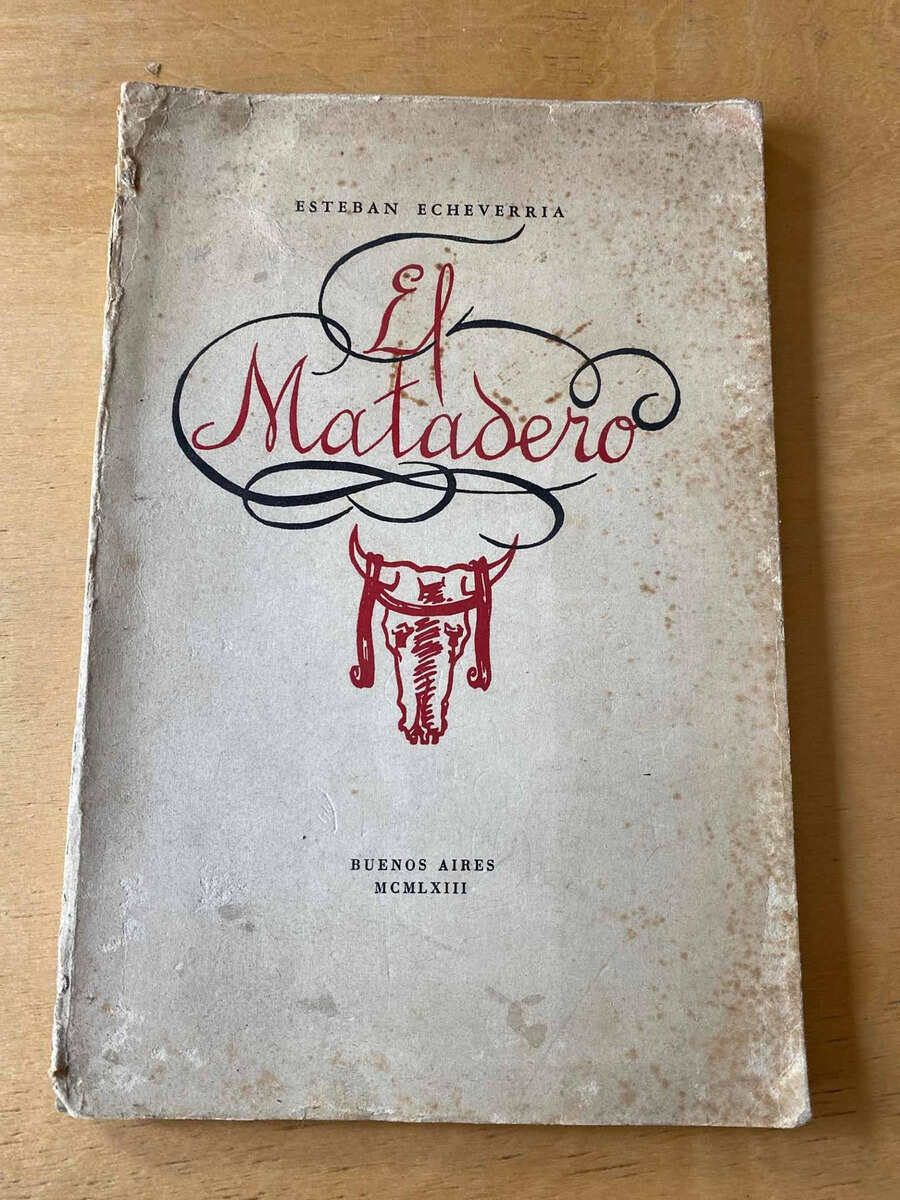 ESTEBAN ECHEVERRIA
El
Matadero
BUENOS AIRES
MCMLXIII